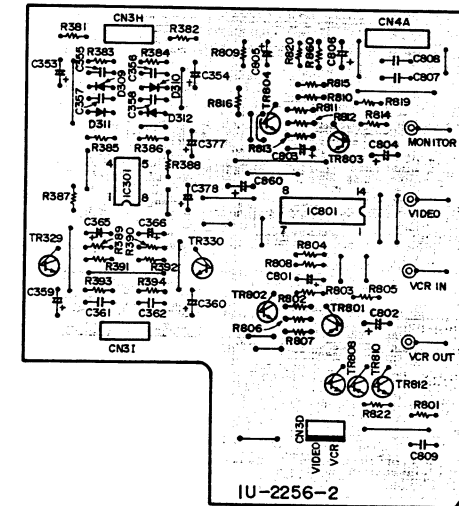 R381
CN3H
R382
CN4A
C353
C355
R383
R384
C356
C354
R809
C805
R820
R860
C806
C808
C807
D309
D310
C357
C358
D311
D312
R816
TR804
R815
R810
R811
R812
R819
R814
R385
R386
C377
R813
C803
TR803
C804
MONITOR
4
5
IC301
1
8
R388
R387
C378
C860
8
14
IC801
7
1
VIDEO
C365
C366
R389
R390
TR329
TR330
R391
R392
R804
R808
C801
VCR IN
R393
R394
C359
C360
C361
C362
TR802
R802
R803
R805
TR801
R806
R807
C802
CN3I
VCR OUT
TR808
TR810
TR812
R822
R801
CN3D
VIDEO
VCR
C809
1U-2256-2